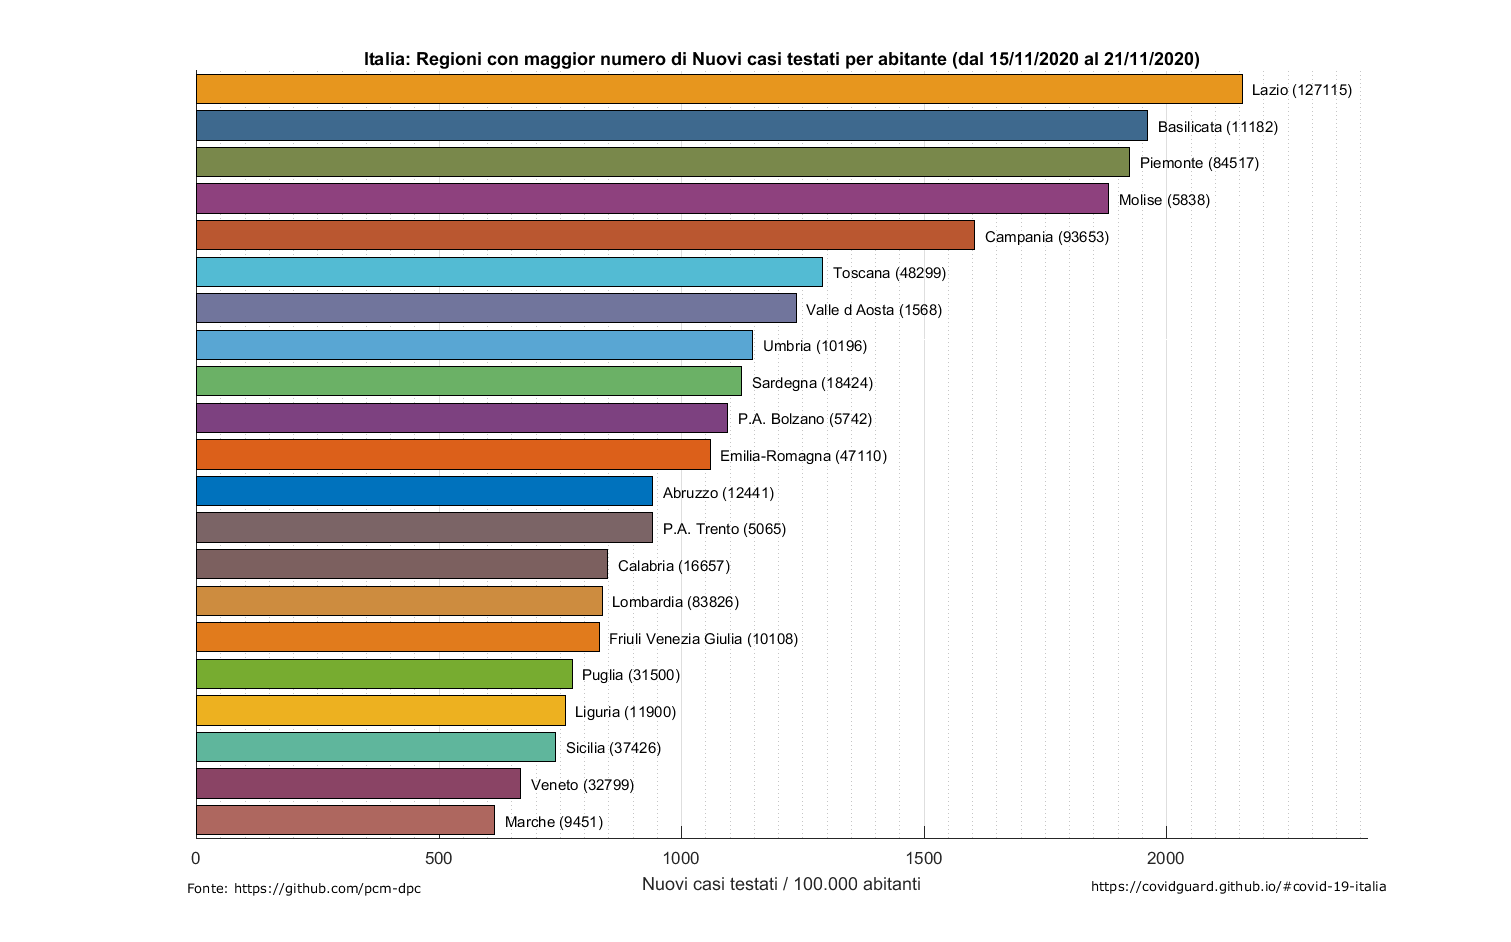 Italia: Regioni con maggior numero di Nuovi casi testati per abitante (dal 15/11/2020 al 21/11/2020)
Lazio (127115)
Basilicata (11182)
Piemonte (84517)
Molise (5838)
Campania (93653)
Toscana (48299)
Valle d Aosta (1568)
Umbria (10196)
Sardegna (18424)
P.A. Bolzano (5742)
Emilia-Romagna (47110)
Abruzzo (12441)
P.A. Trento (5065)
Calabria (16657)
Lombardia (83826)
Friuli Venezia Giulia (10108)
Puglia (31500)
Liguria (11900)
Sicilia (37426)
Veneto (32799)
Marche (9451)
0 500 1000 1500 2000
Nuovi casi testati / 100.000 abitanti
Fonte: https://github.com/pcm-dpc
https://covidguard.github.io/#covid-19-italia